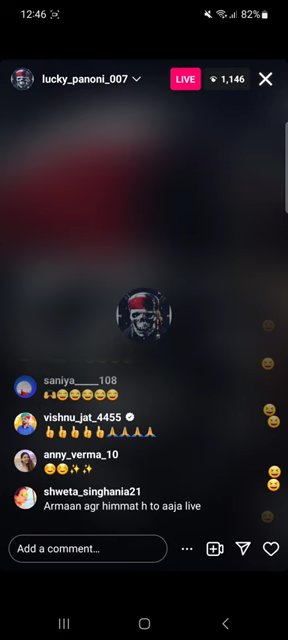 12:46
82%
lucky_panoni_007
LIVE
1,146
saniya_____108
🙌😂😂😂😂😂
vishnu_jat_4455
👍👍👍👍👍🙏🙏🙏🙏
anny_verma_10
☺️☺️✨✨
shweta_singhania21
Armaan agr himmat h to aaja live
Add a comment...